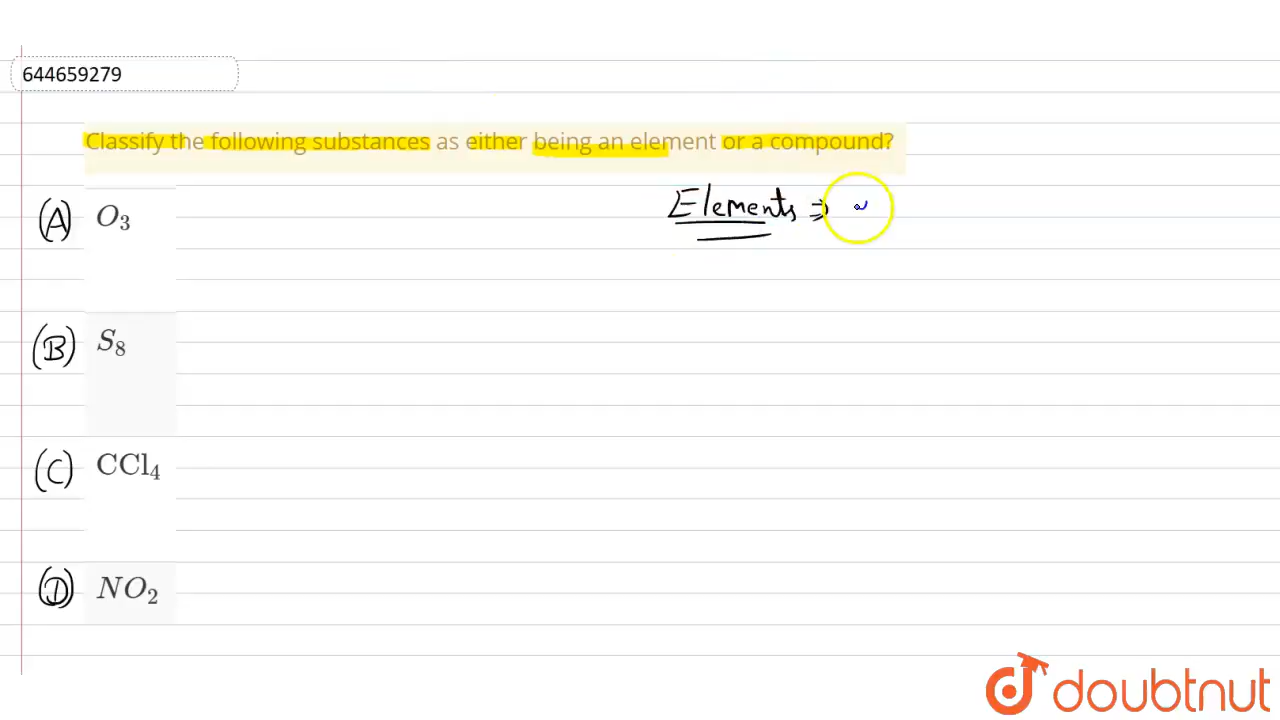 644659279
Classify the following substances as either being an element or a compound?
Elements ⇒
(A) O₃
(B) S₈
(C) CCl₄
(D) NO₂
doubtnut